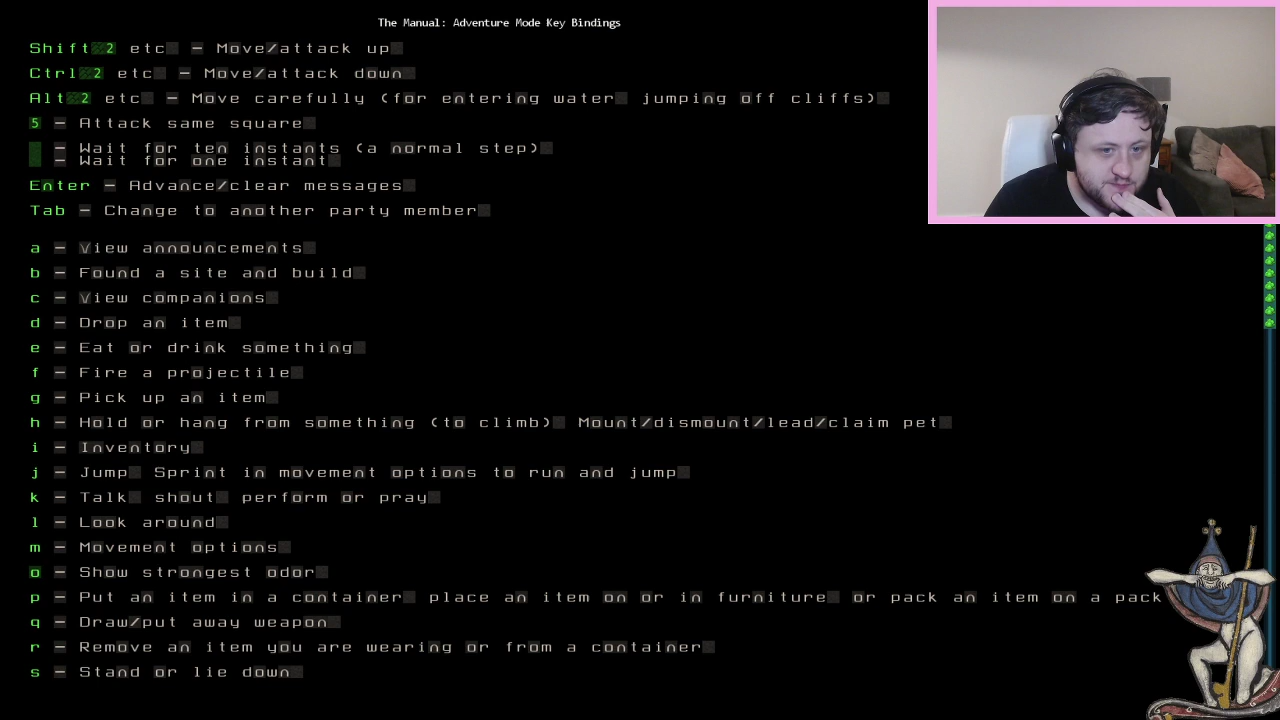 The Manual: Adventure Mode Key Bindings
Shift 2 etc — Move/attack up
Ctrl 2 etc — Move/attack down
Alt 2 etc — Move carefully (for entering water jumping off cliffs)
5 — Attack same square
— Wait for ten instants (a normal step)
— Wait for one instant
Enter — Advance/clear messages
Tab — Change to another party member
a — View announcements
b — Found a site and build
c — View companions
d — Drop an item
e — Eat or drink something
f — Fire a projectile
g — Pick up an item
h — Hold or hang from something (to climb) Mount/dismount/lead/claim pet
i — Inventory
j — Jump Sprint in movement options to run and jump
k — Talk shout perform or pray
l — Look around
m — Movement options
o — Show strongest odor
p — Put an item in a container place an item on or in furniture or pack an item on a pack
q — Draw/put away weapon
r — Remove an item you are wearing or from a container
s — Stand or lie down